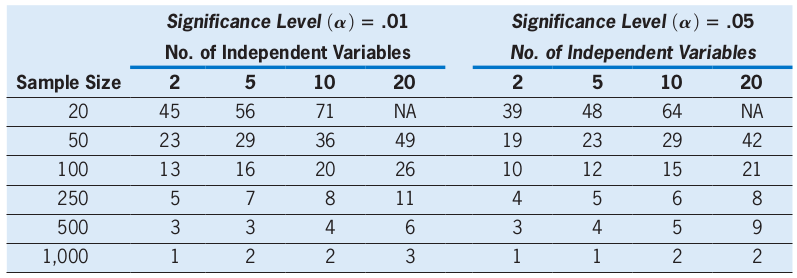 Significance Level (α) = .01 Significance Level (α) = .05
No. of Independent Variables No. of Independent Variables
Sample Size 2 5 10 20 2 5 10 20
20 45 56 71 NA 39 48 64 NA
50 23 29 36 49 19 23 29 42
100 13 16 20 26 10 12 15 21
250 5 7 8 11 4 5 6 8
500 3 3 4 6 3 4 5 9
1,000 1 2 2 3 1 1 2 2